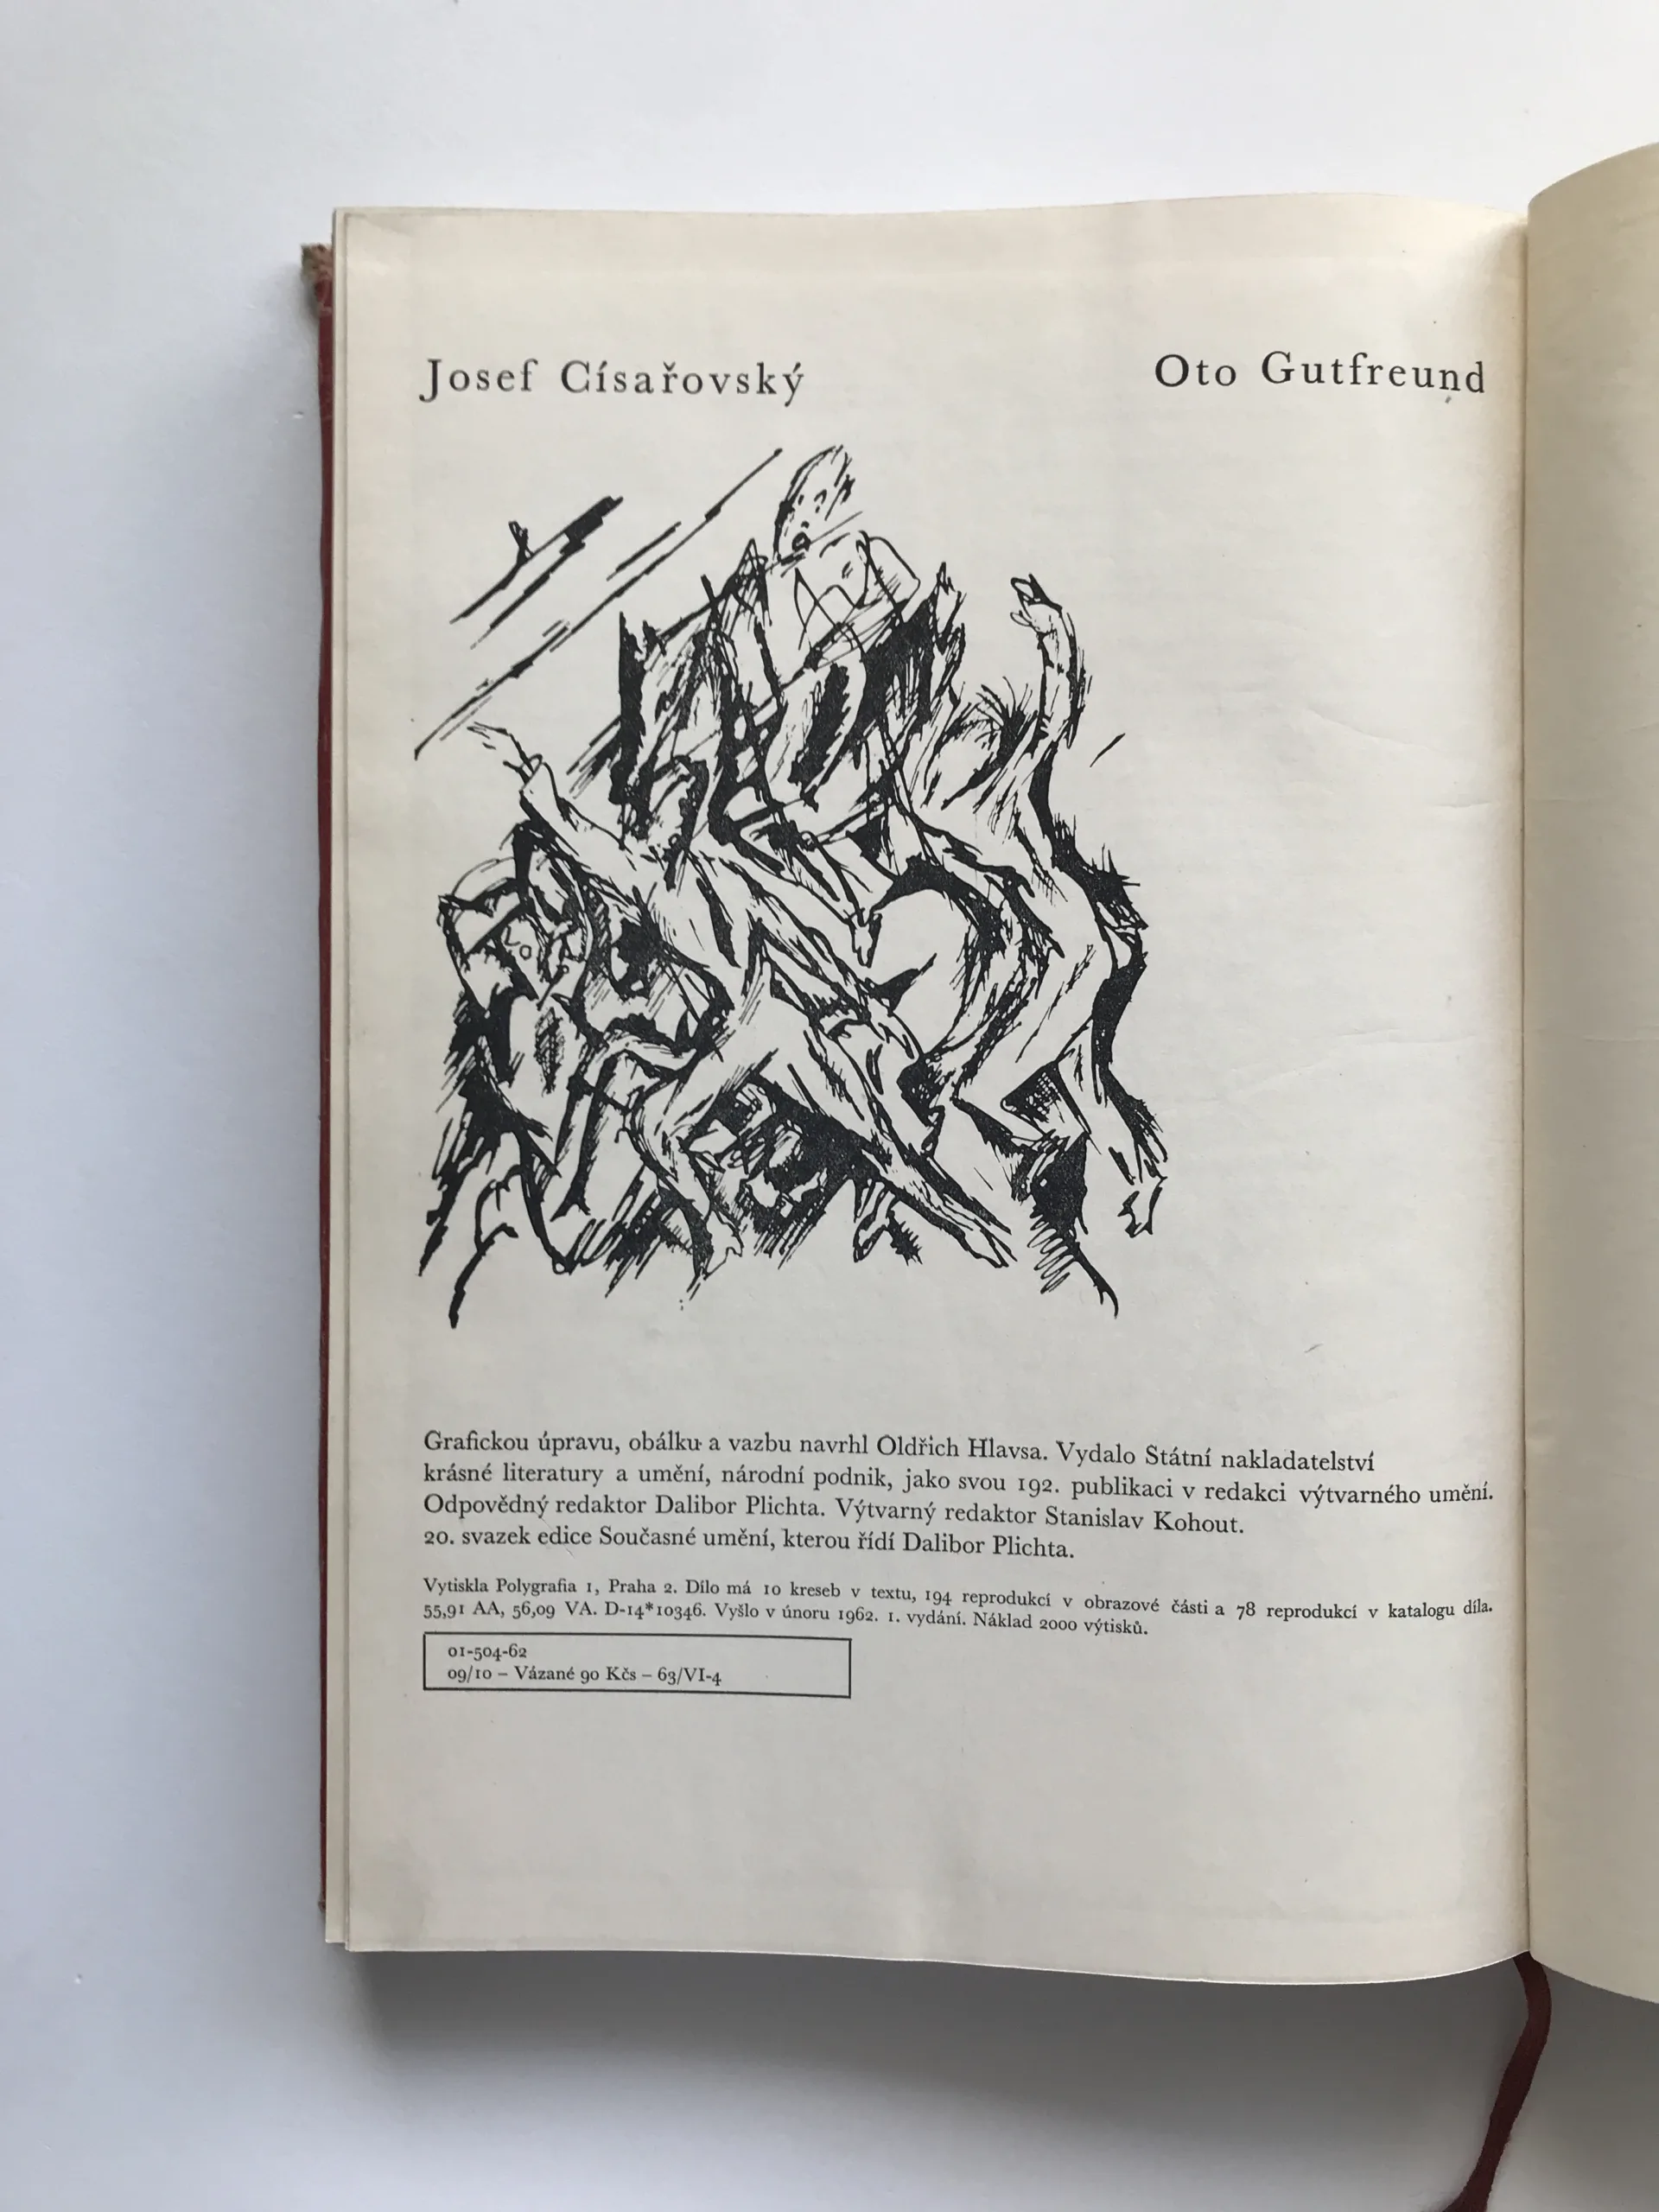 Josef Císařovský Oto Gutfreund
Grafickou úpravu, obálku a vazbu navrhl Oldřich Hlavsa. Vydalo Státní nakladatelství
krásné literatury a umění, národní podnik, jako svou 192. publikaci v redakci výtvarného umění.
Odpovědný redaktor Dalibor Plichta. Výtvarný redaktor Stanislav Kohout.
20. svazek edice Současné umění, kterou řídí Dalibor Plichta.
Vytiskla Polygrafia 1, Praha 2. Dílo má 10 kreseb v textu, 194 reprodukcí v obrazové části a 78 reprodukcí v katalogu díla.
55,91 AA, 56,09 VA. D-14*10346. Vyšlo v únoru 1962. 1. vydání. Náklad 2000 výtisků.
01-504-62
09/10 – Vázané 90 Kčs – 63/VI-4